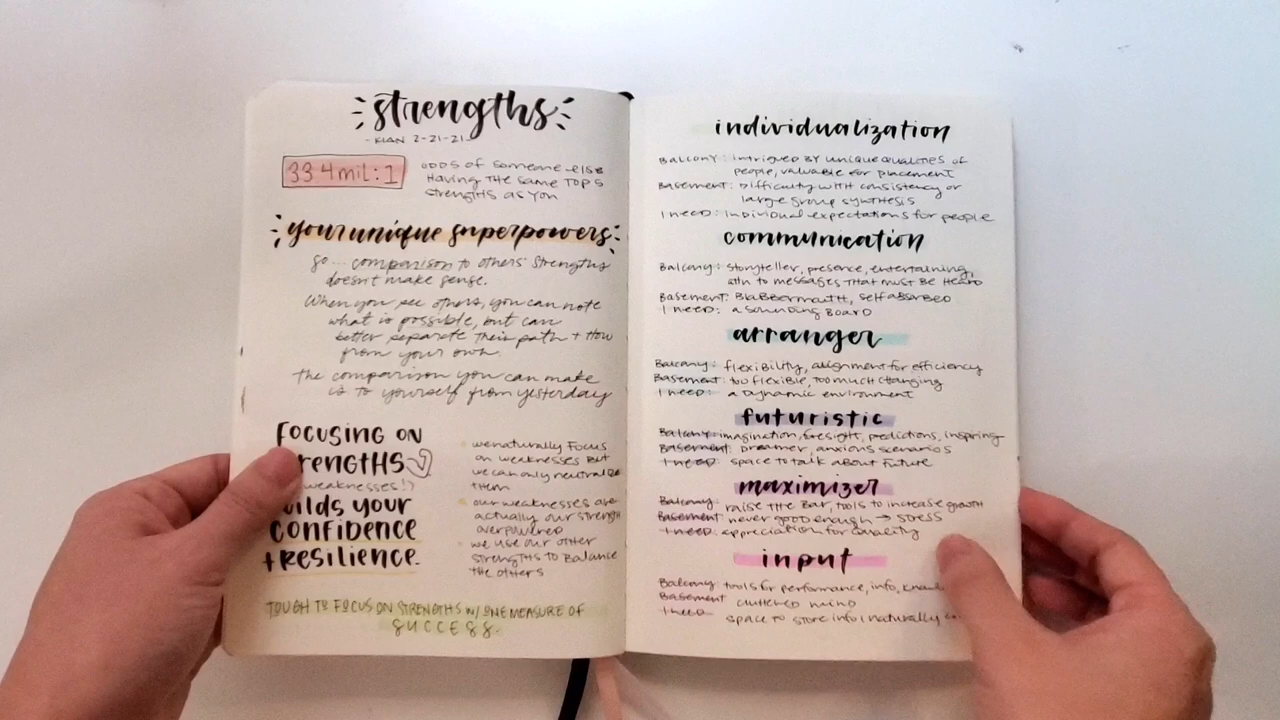 strengths
- KLAN 2-21-21-
33.4mil:1
ODDS OF someone else
Having THE same TOP 5
strengths as you
your unique superpowers
So... comparison to others' strengths
doesn't make sense.
When you see others, you can note
what is possible, but can
better separate their path + How
from your own.
The comparison you can make
is to yourself from yesterday
Focusing on
rengtHs
weaknesses!)
uilds your
confidence
+ resilience.
we naturally Focus
on weaknesses But
we can only neutralize
them
our weaknesses are
actually our strength
overpowered
we use our other
strengths to Balance
the others
TOUGH TO FOCUS ON STRENGTHS W/ ONE MEASURE OF
SUCCESS.
individualization
Balcony: intrigued By unique qualities of
people, valuable for placement
Basement: Difficulty with consistency or
large group synthesis
I need: individual expectations for people
communication
Balcony: storyteller, presence, entertaining,
attn to messages THAT must Be HearD
Basement: BlaBBermouth, self absorBeD
I need: a sounding BoarD
arranger
Balcony: flexibility, alignment for efficiency
Basement: too flexible, too much changing
I need: a Dynamic environment
futuristic
Balcony: imagination, foresight, predictions, inspiring
Basement: Dreamer, anxious scenarios
I need: space to talk about Future
maximizer
Balcony: raise the Bar, tools to increase growth
Basement: never good enough → stress
I need: appreciation for quality
input
Balcony: tools for performance, info,
Basement cluttered mind
I need space to store info I naturally